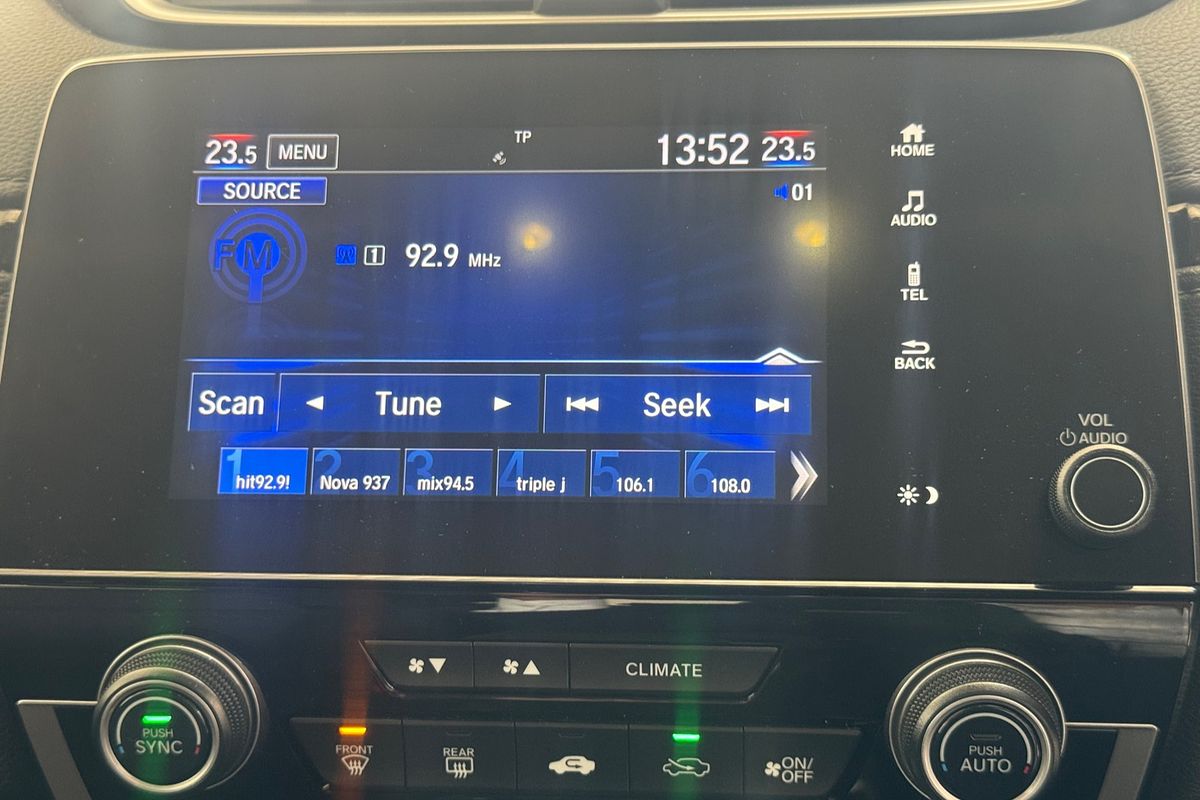 23.5 MENU TP 13:52 23.5
SOURCE 01
FM 1 92.9 MHz
Scan Tune Seek
1 hit92.9! 2 Nova 937 3 mix94.5 4 triple j 5 106.1 6 108.0
HOME
AUDIO
TEL
BACK
VOL
AUDIO
CLIMATE
PUSH
SYNC
FRONT
REAR
ON/
OFF
PUSH
AUTO